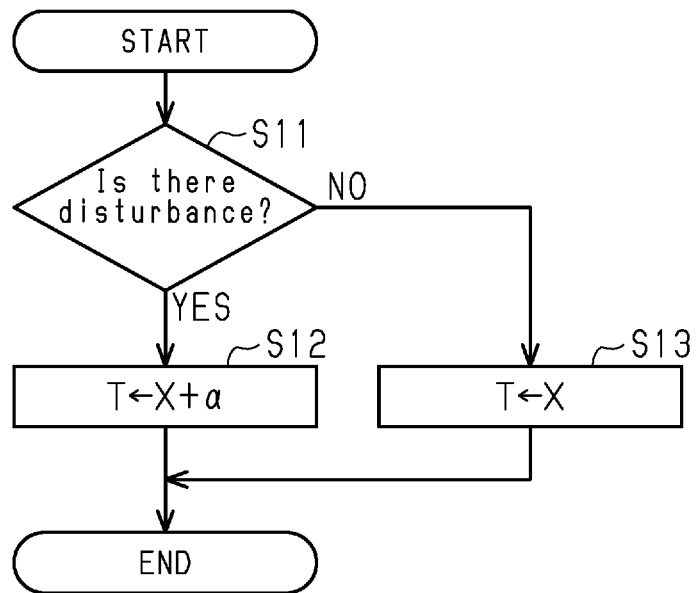 START
S11
Is there
disturbance?
NO
YES
S12
S13
T←X+α
T←X
END